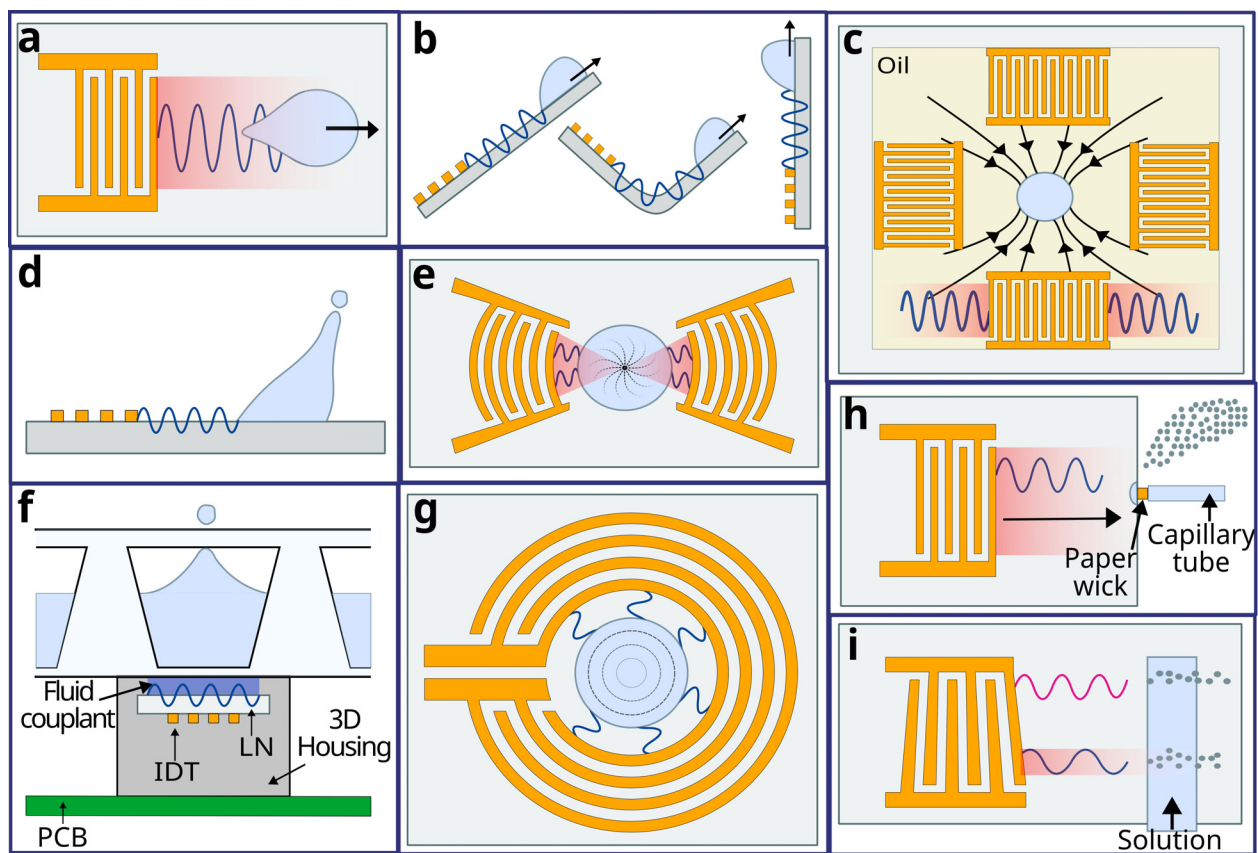 a
b
c
Oil
d
e
h
Paper
wick
Capillary
tube
f
Fluid
couplant
IDT
LN
3D
Housing
PCB
g
i
Solution